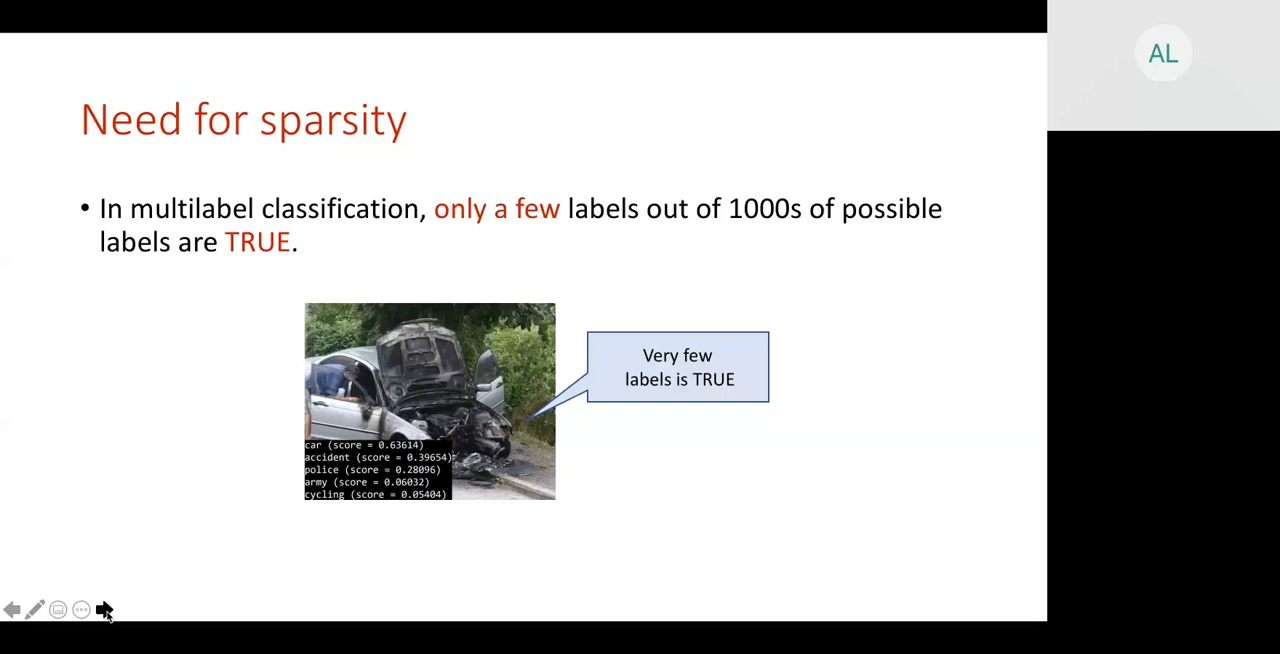 AL
Need for sparsity
• In multilabel classification, only a few labels out of 1000s of possible
labels are TRUE.
Very few
labels is TRUE
car (score = 0.63614)
accident (score = 0.39654)
police (score = 0.28096)
army (score = 0.06032)
cycling (score = 0.05404)